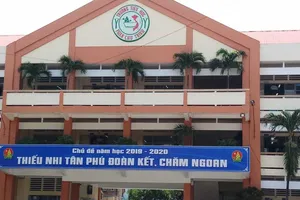 Chủ đề năm học 2019 - 2020
THIẾU NHI TÂN PHÚ ĐOÀN KẾT, CHĂM NGOAN